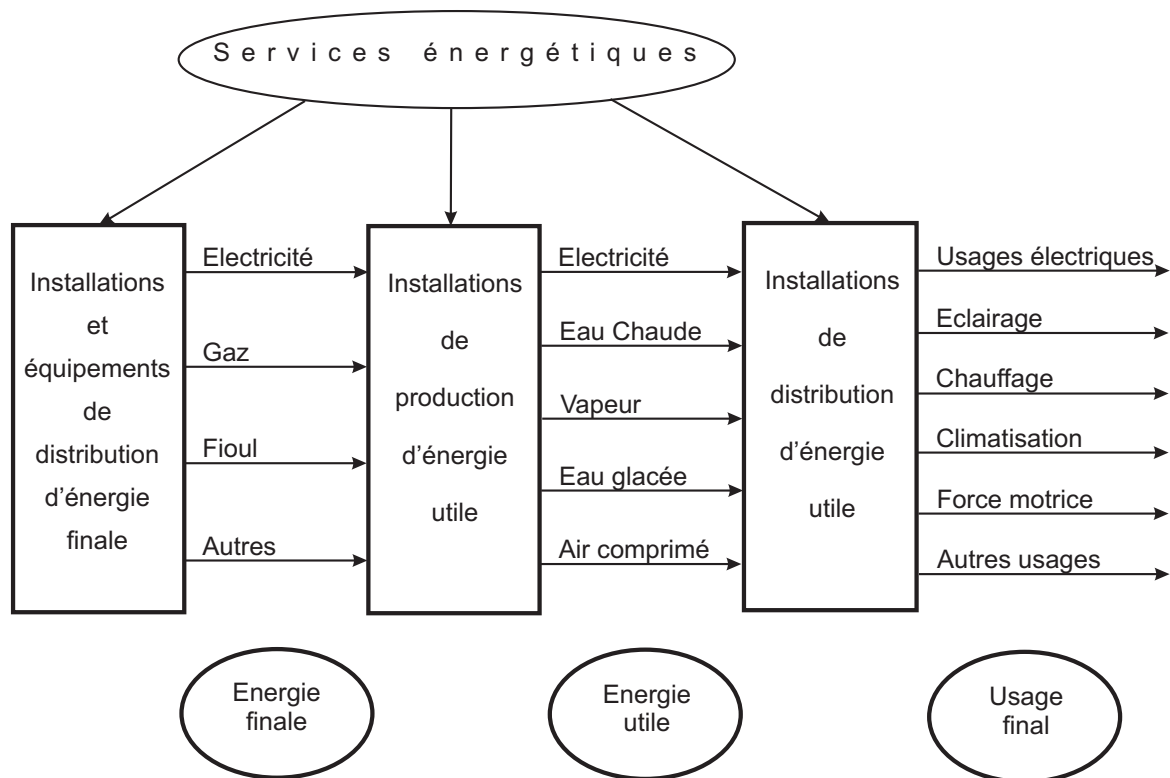 Services énergétiques
Installations
et
équipements
de
distribution
d'énergie
finale
Electricité
Gaz
Fioul
Autres
Installations
de
production
d'énergie
utile
Electricité
Eau Chaude
Vapeur
Eau glacée
Air comprimé
Installations
de
distribution
d'énergie
utile
Usages électriques
Eclairage
Chauffage
Climatisation
Force motrice
Autres usages
Energie
finale
Energie
utile
Usage
final